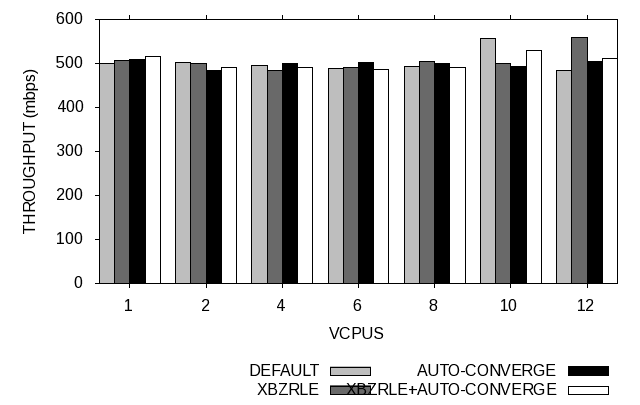 600
500
400
300
200
100
0
THROUGHPUT (mbps)
1 2 4 6 8 10 12
VCPUS
DEFAULT AUTO-CONVERGE
XBZRLE XBZRLE+AUTO-CONVERGE